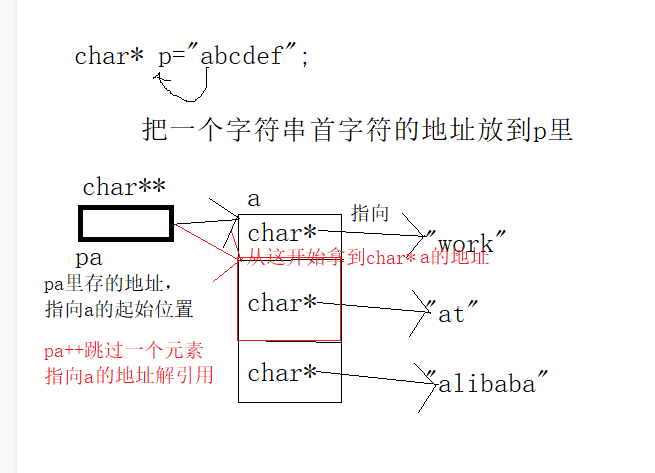 char* p="abcdef";
把一个字符串首字符的地址放到p里
char**
a
指向
char*
"work"
从这开始拿到char*a的地址
pa
pa里存的地址，
指向a的起始位置
char*
"at"
pa++跳过一个元素
指向a的地址解引用
char*
"alibaba"